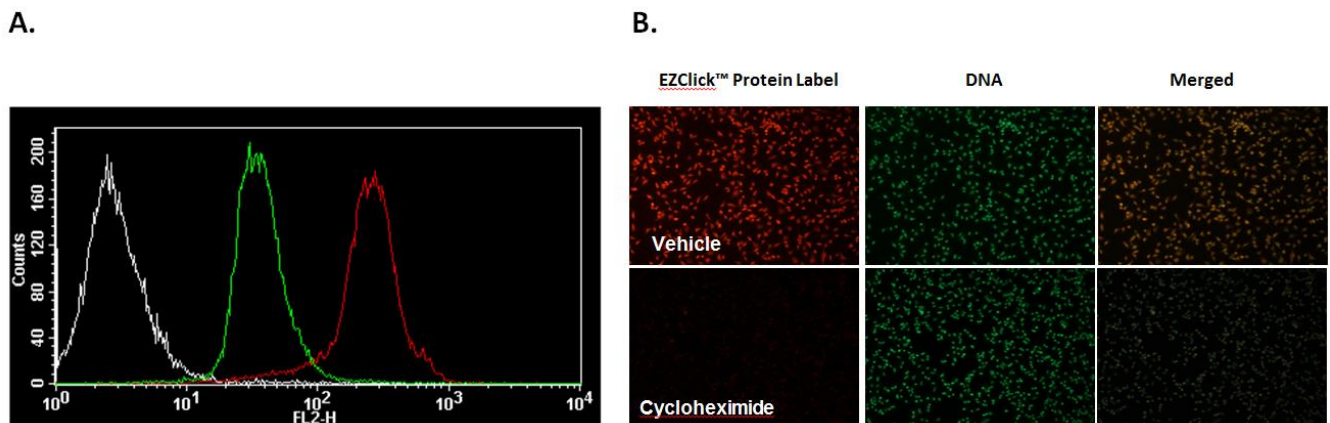 A.
B.
EZClick™ Protein Label
DNA
Merged
Counts
200
160
120
80
40
0
10⁰
10¹
10²
10³
10⁴
FL2-H
Vehicle
Cycloheximide